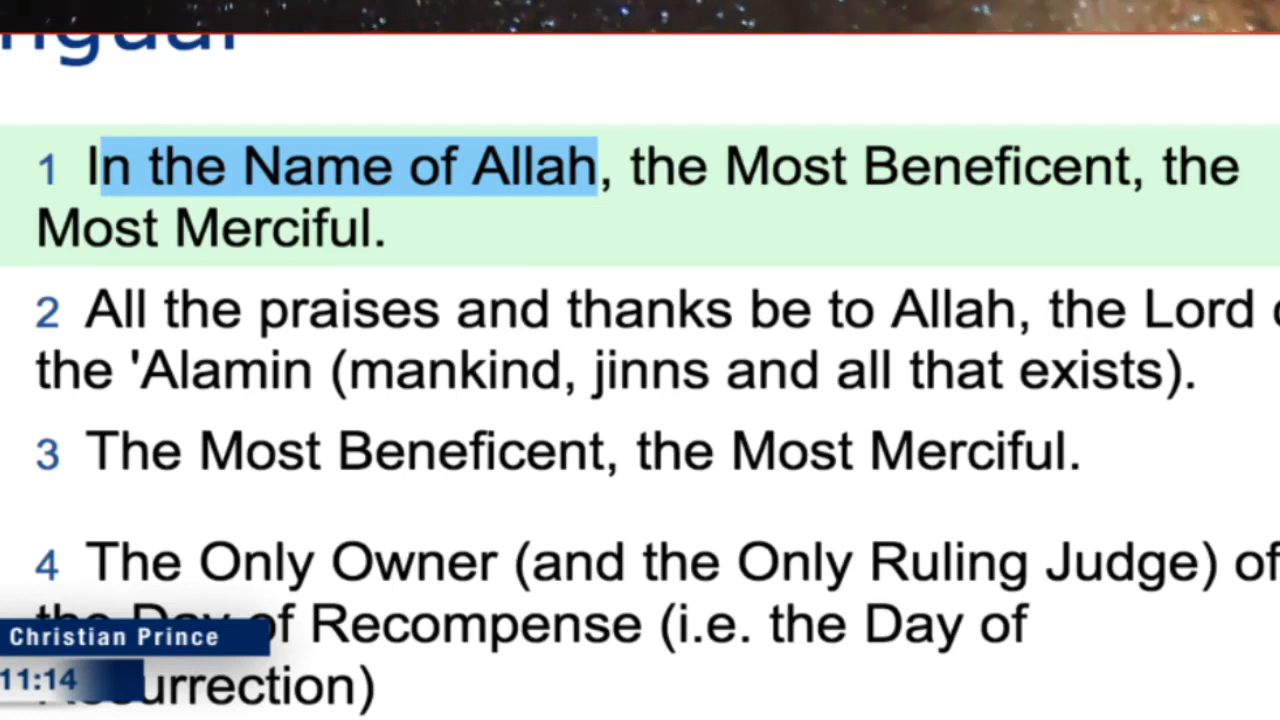 1 In the Name of Allah, the Most Beneficent, the
Most Merciful.
2 All the praises and thanks be to Allah, the Lord
the 'Alamin (mankind, jinns and all that exists).
3 The Most Beneficent, the Most Merciful.
4 The Only Owner (and the Only Ruling Judge) of
the Day of Recompense (i.e. the Day of
Christian Prince
11:14